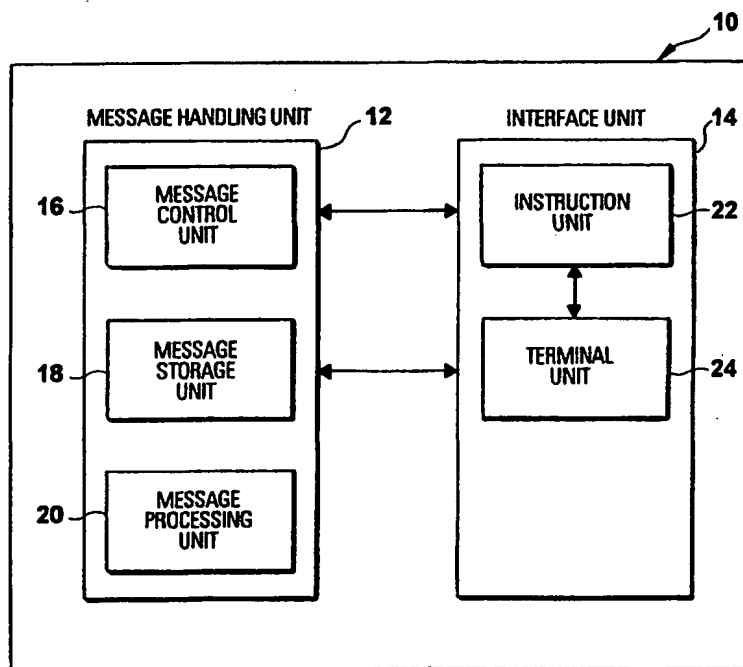 10
MESSAGE HANDLING UNIT
12
INTERFACE UNIT
14
16
MESSAGE
CONTROL
UNIT
INSTRUCTION
UNIT
22
18
MESSAGE
STORAGE
UNIT
TERMINAL
UNIT
24
20
MESSAGE
PROCESSING
UNIT